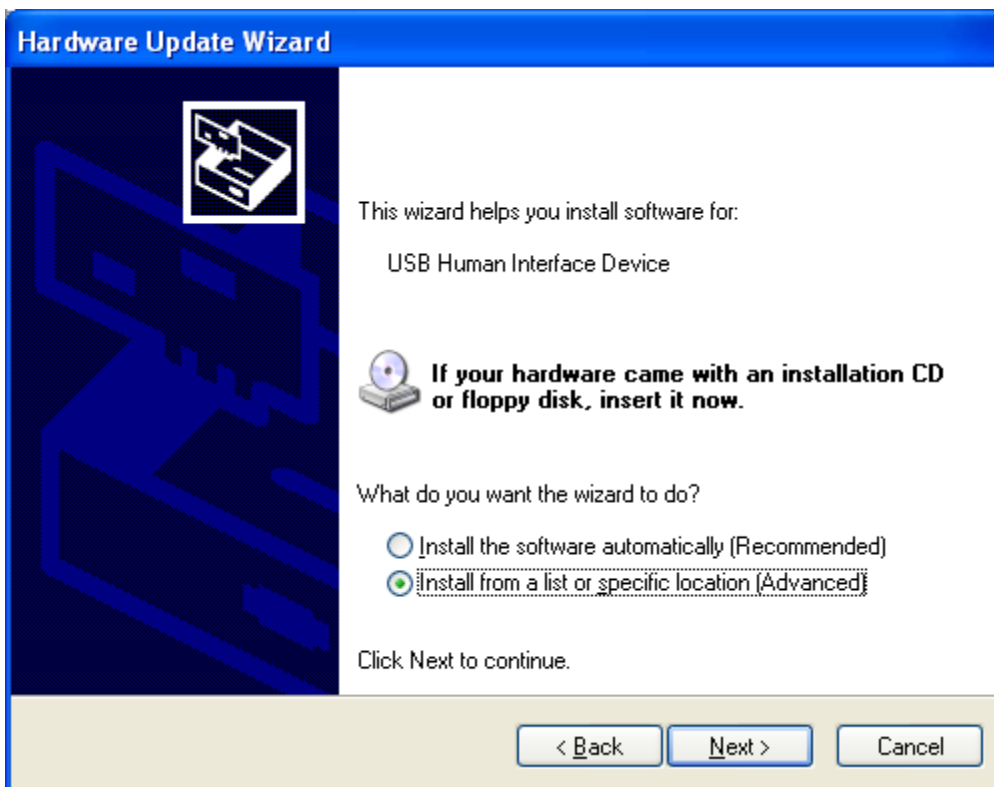 Hardware Update Wizard
This wizard helps you install software for:
USB Human Interface Device
If your hardware came with an installation CD
or floppy disk, insert it now.
What do you want the wizard to do?
Install the software automatically (Recommended)
Install from a list or specific location (Advanced)
Click Next to continue.
< Back
Next >
Cancel